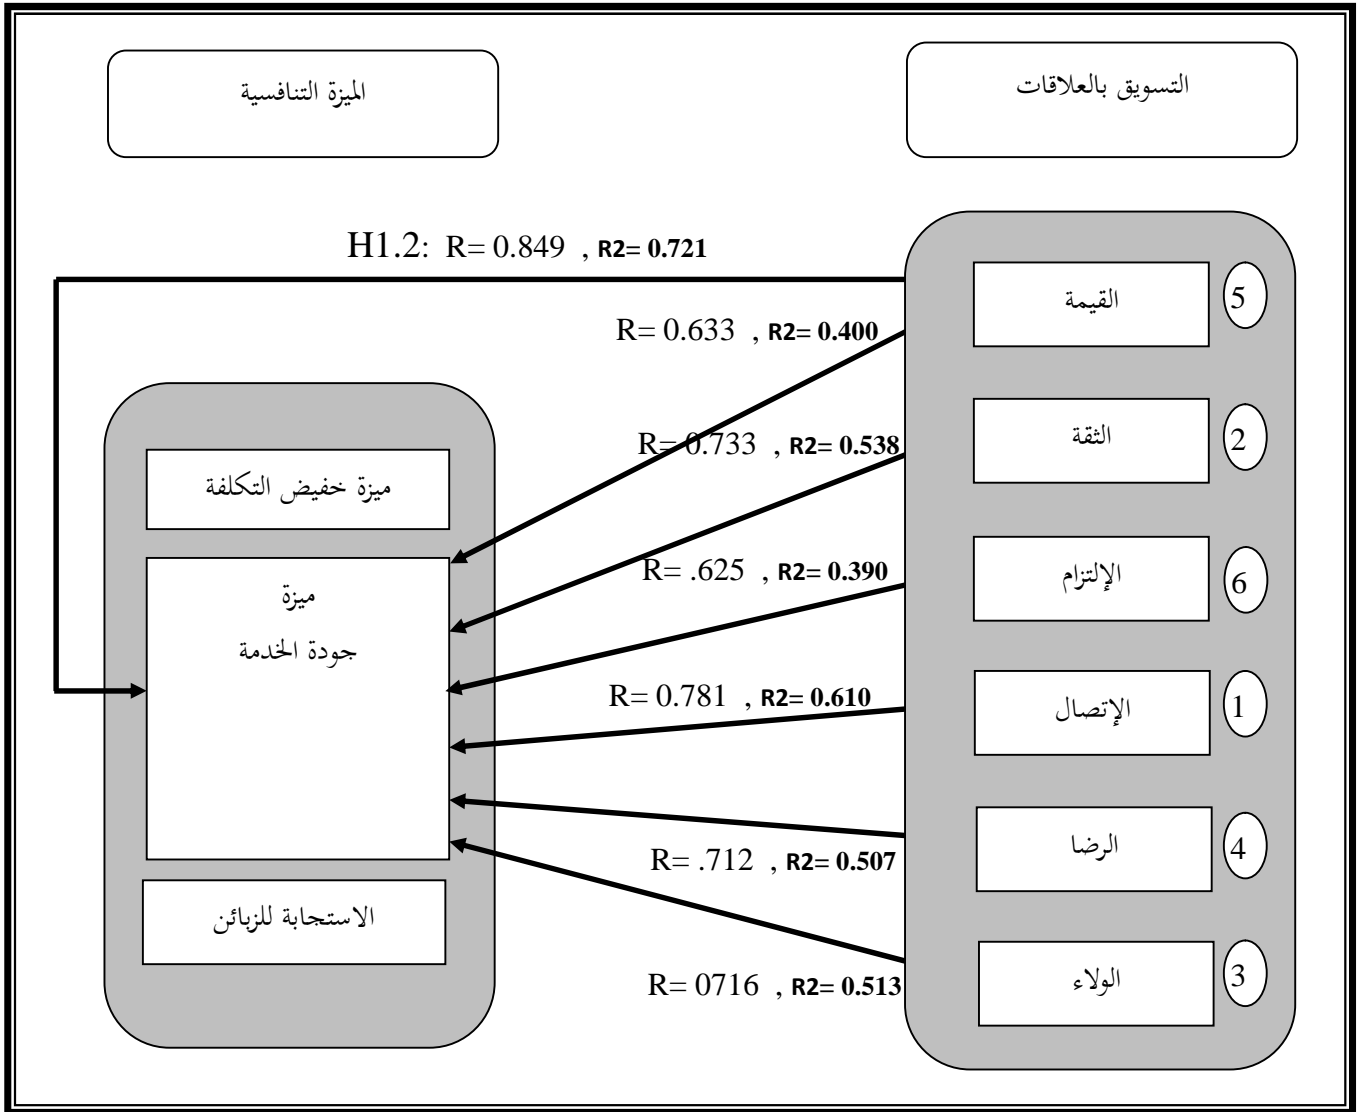 التسويق بالعلاقات
الميزة التنافسية
H1.2: R= 0.849 , R2= 0.721
القيمة
5
R= 0.633 , R2= 0.400
الثقة
2
R= 0.733 , R2= 0.538
ميزة خفيض التكلفة
الإلتزام
6
R= .625 , R2= 0.390
ميزة
جودة الخدمة
الإتصال
1
R= 0.781 , R2= 0.610
الرضا
4
R= .712 , R2= 0.507
الاستجابة للزبائن
الولاء
3
R= 0716 , R2= 0.513